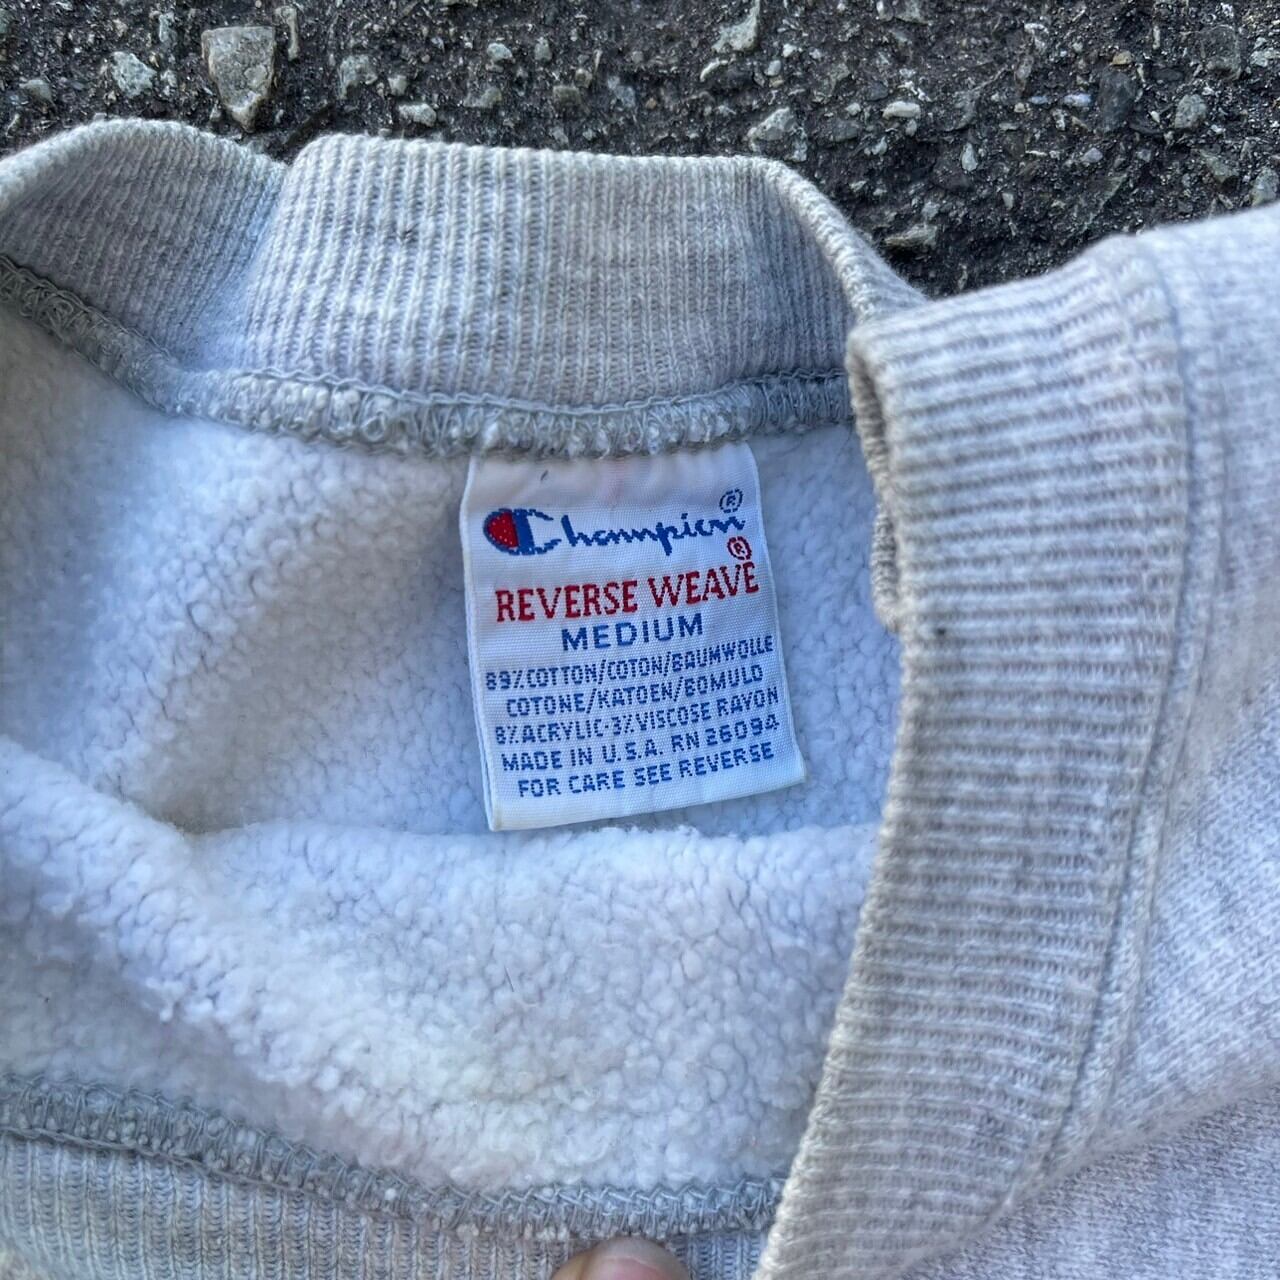 Champion®
REVERSE WEAVE®
MEDIUM
89% COTTON/COTON/BAUMWOLLE
COTONE/KATOEN/BOMULD
8% ACRYLIC-3% VISCOSE RAYON
MADE IN U.S.A. RN 26094
FOR CARE SEE REVERSE